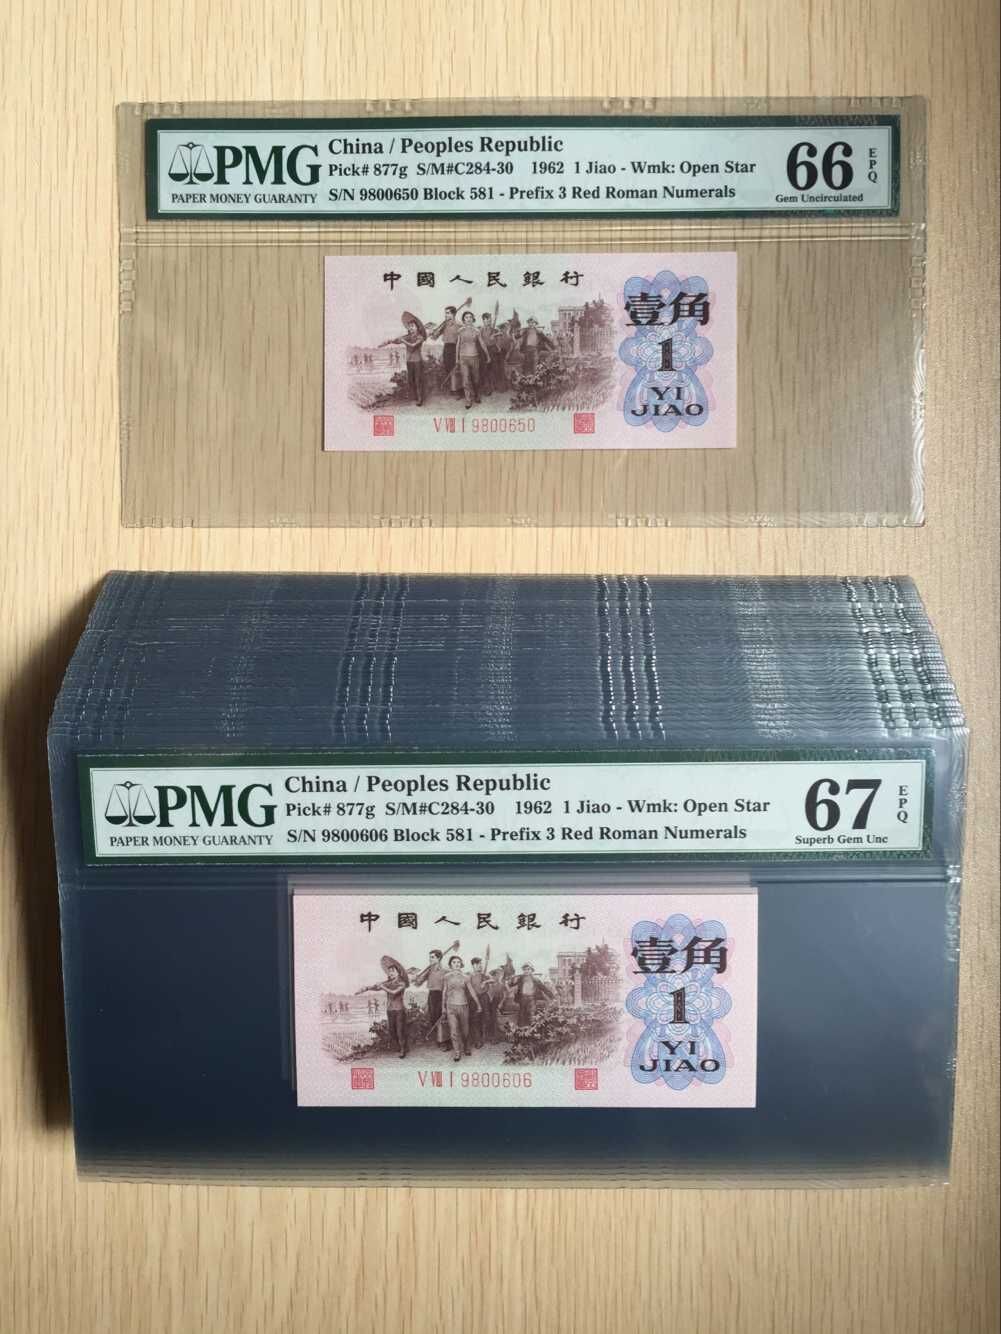 PMG
PAPER MONEY GUARANTY
China / Peoples Republic
Pick# 877g S/M#C284-30 1962 1 Jiao - Wmk: Open Star
S/N 9800650 Block 581 - Prefix 3 Red Roman Numerals
66 EPQ
Gem Uncirculated
中國人民銀行
壹角
1
YI
JIAO
V VIII I 9800650
PMG
PAPER MONEY GUARANTY
China / Peoples Republic
Pick# 877g S/M#C284-30 1962 1 Jiao - Wmk: Open Star
S/N 9800606 Block 581 - Prefix 3 Red Roman Numerals
67 EPQ
Superb Gem Unc
中國人民銀行
壹角
1
YI
JIAO
V VIII I 9800606